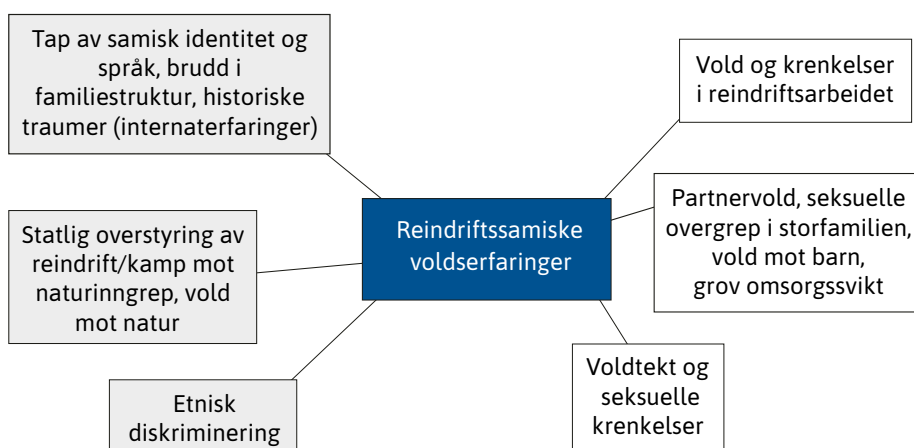 Tap av samisk identitet og
språk, brudd i
familiestruktur, historiske
traumer (internaterfaringer)
Vold og krenkelser
i reindriftsarbeidet
Reindriftssamiske
voldserfaringer
Partnervold, seksuelle
overgrep i storfamilien,
vold mot barn,
grov omsorgssvikt
Statlig overstyring av
reindrift/kamp mot
naturinngrep, vold
mot natur
Etnisk
diskriminering
Voldtekt og
seksuelle
krenkelser